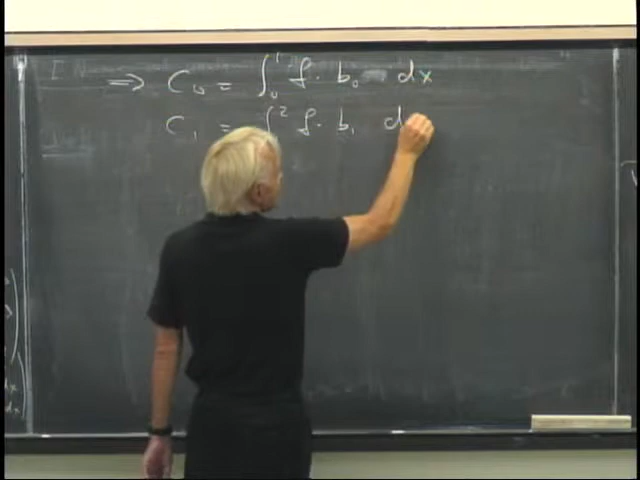 ⇒ C₀ = ∫₀¹ f · b₀ dx
C₁ = ∫² f · b₁ d